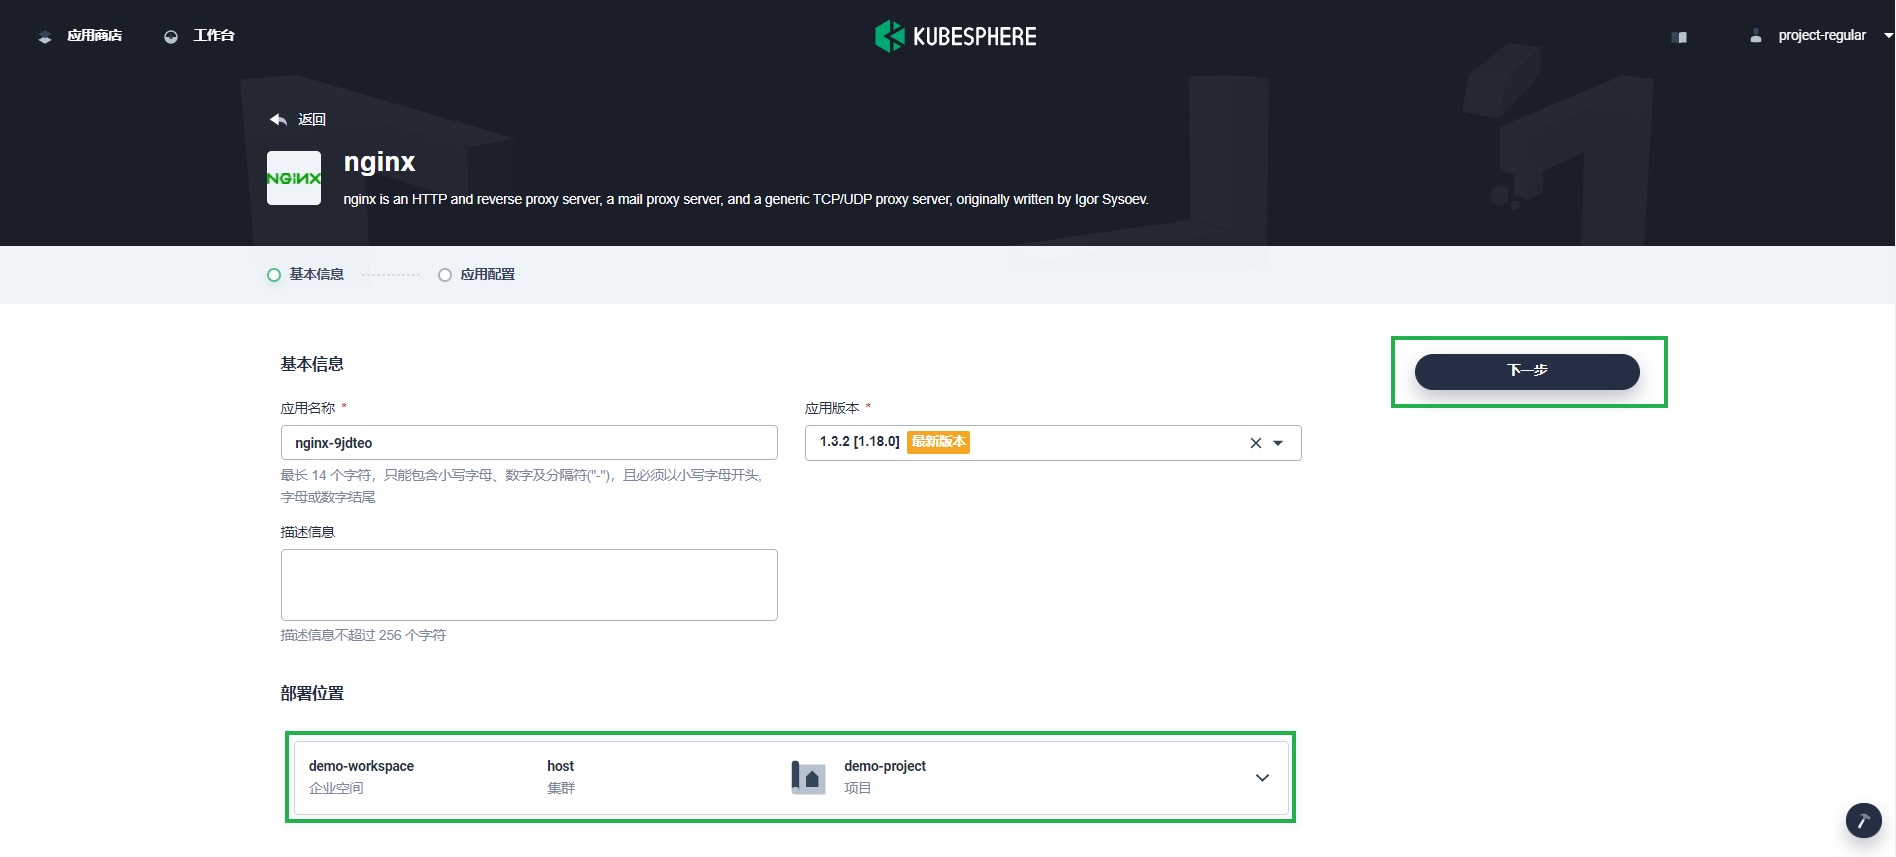 应用商店 工作台 KUBESPHERE project-regular
返回
NGINX
nginx
nginx is an HTTP and reverse proxy server, a mail proxy server, and a generic TCP/UDP proxy server, originally written by Igor Sysoev.
基本信息 应用配置
基本信息
下一步
应用名称 *
nginx-9jdteo
最长 14 个字符，只能包含小写字母、数字及分隔符("-")，且必须以小写字母开头,
字母或数字结尾
应用版本 *
1.3.2 [1.18.0] 最新版本
描述信息
描述信息不超过 256 个字符
部署位置
demo-workspace
企业空间
host
集群
demo-project
项目